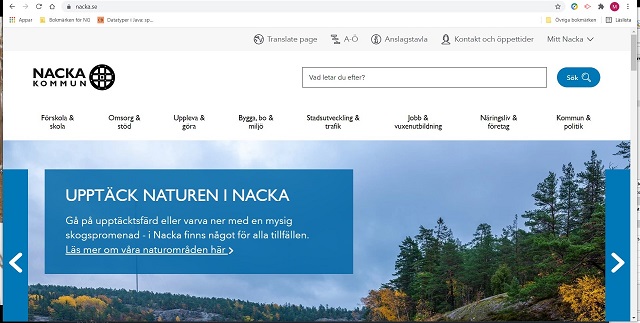 nacka.se
Appar
Bokmärken för NG
Datatyper i Java: sp...
Övriga bokmärken
Läslista
Translate page
A-Ö
Anslagstavla
Kontakt och öppettider
Mitt Nacka
NACKA
KOMMUN
Vad letar du efter?
Sök
Förskola &
skola
Omsorg &
stöd
Uppleva &
göra
Bygga, bo &
miljö
Stadsutveckling &
trafik
Jobb &
vuxenutbildning
Näringsliv &
företag
Kommun &
politik
UPPTÄCK NATUREN I NACKA
Gå på upptäcktsfärd eller varva ner med en mysig
skogspromenad - i Nacka finns något för alla tillfällen.
Läs mer om våra naturområden här